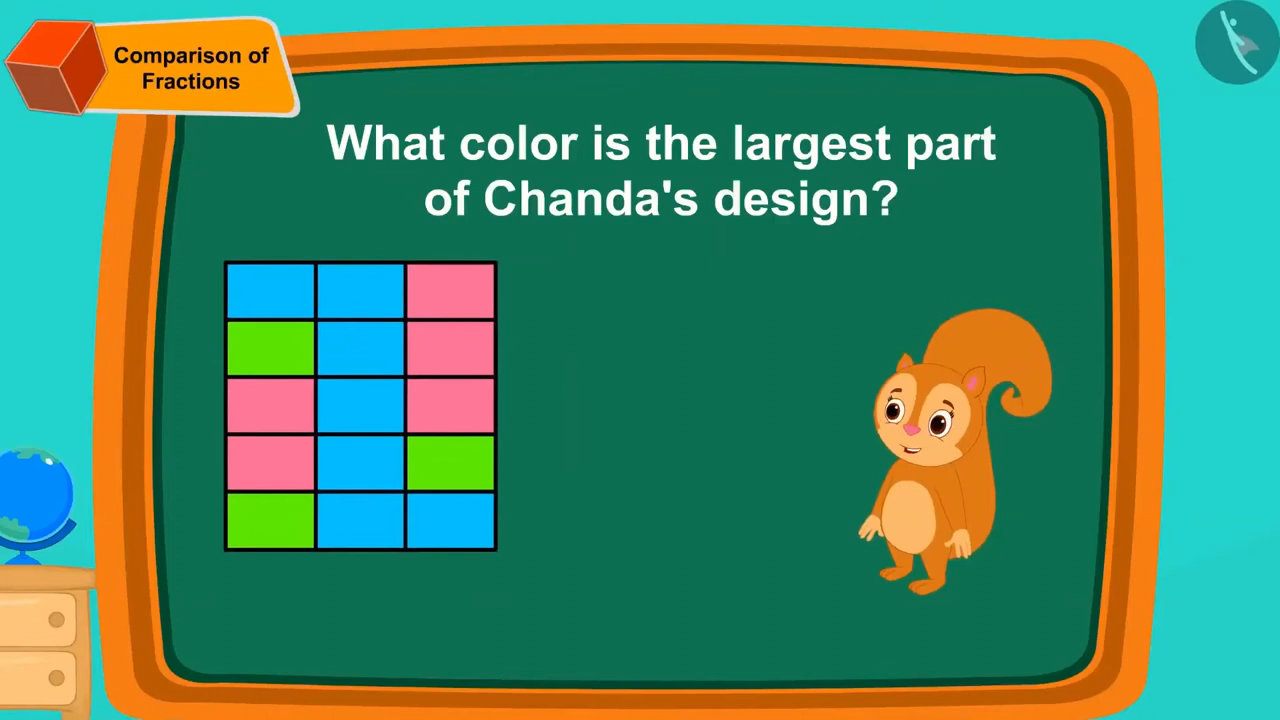 Comparison of
Fractions
What color is the largest part
of Chanda's design?